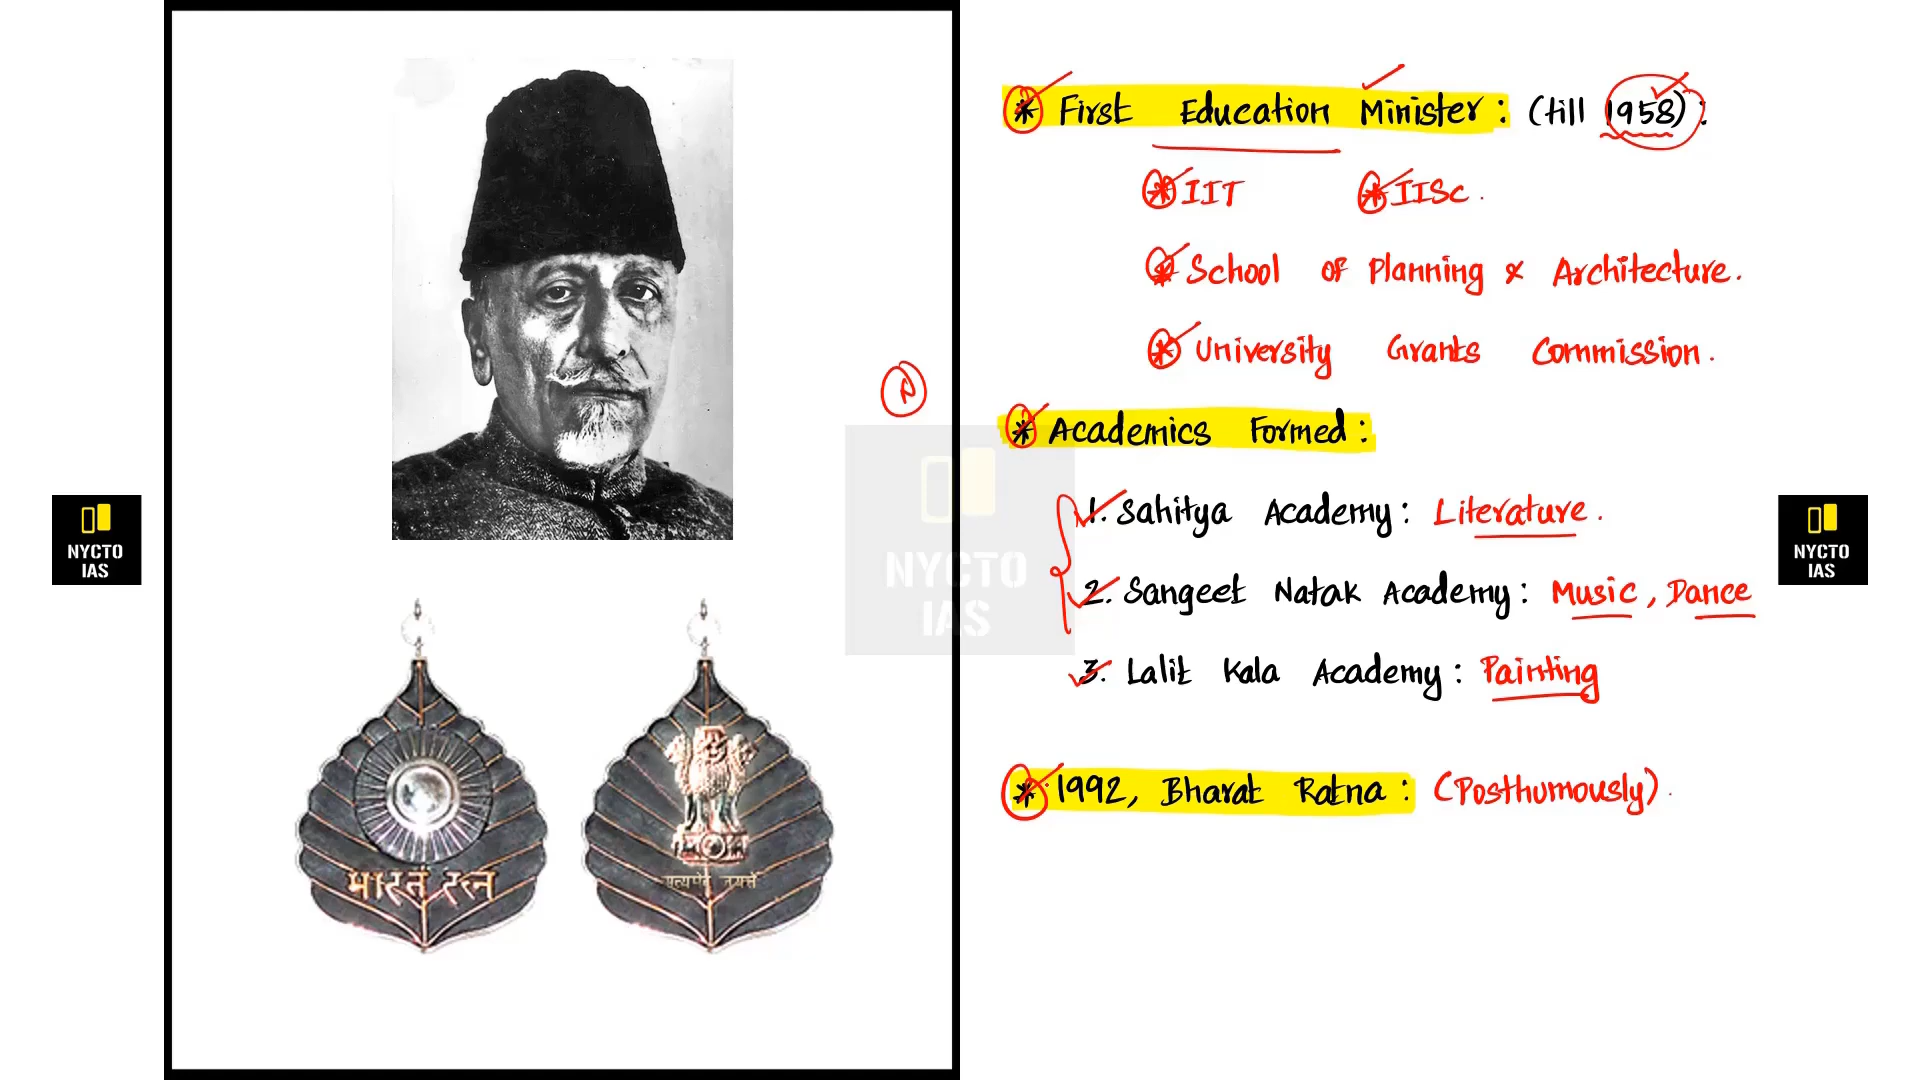 * First Education Minister : (till 1958) :
* IIT * IISc.
* School of Planning & Architecture.
* University Grants Commission.
* Academics Formed :
1. Sahitya Academy : Literature.
2. Sangeet Natak Academy : Music, Dance
3. Lalit Kala Academy : Painting
* 1992, Bharat Ratna : (Posthumously).
NYCTO
IAS
NYCTO
IAS
NYCTO
IAS
भारत रत्न
सत्यमेव जयते